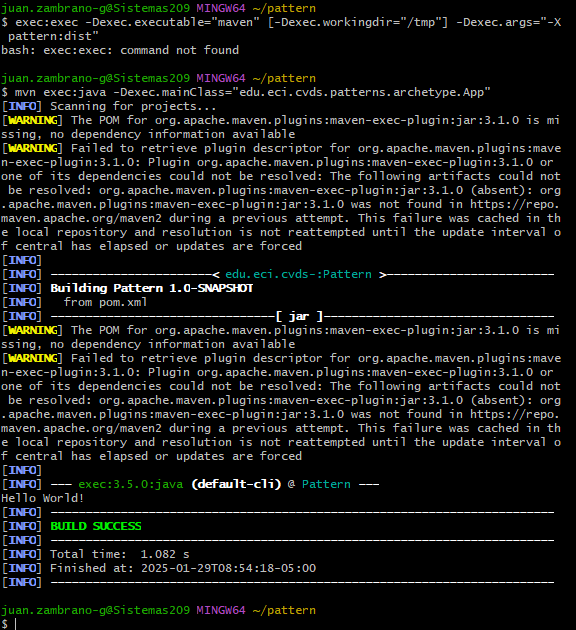 juan.zambrano-g@Sistemas209 MINGW64 ~/pattern
$ exec:exec -Dexec.executable="maven" [-Dexec.workingdir="/tmp"] -Dexec.args="-X
 pattern:dist"
bash: exec:exec: command not found
juan.zambrano-g@Sistemas209 MINGW64 ~/pattern
$ mvn exec:java -Dexec.mainClass="edu.eci.cvds.patterns.archetype.App"
[INFO] Scanning for projects...
[WARNING] The POM for org.apache.maven.plugins:maven-exec-plugin:jar:3.1.0 is mi
ssing, no dependency information available
[WARNING] Failed to retrieve plugin descriptor for org.apache.maven.plugins:mave
n-exec-plugin:3.1.0: Plugin org.apache.maven.plugins:maven-exec-plugin:3.1.0 or
one of its dependencies could not be resolved: The following artifacts could not
 be resolved: org.apache.maven.plugins:maven-exec-plugin:jar:3.1.0 (absent): org
.apache.maven.plugins:maven-exec-plugin:jar:3.1.0 was not found in https://repo.
maven.apache.org/maven2 during a previous attempt. This failure was cached in th
e local repository and resolution is not reattempted until the update interval o
f central has elapsed or updates are forced
[INFO]
[INFO] -----------------------< edu.eci.cvds-:Pattern >------------------------
[INFO] Building Pattern 1.0-SNAPSHOT
[INFO]   from pom.xml
[INFO] --------------------------------[ jar ]---------------------------------
[WARNING] The POM for org.apache.maven.plugins:maven-exec-plugin:jar:3.1.0 is mi
ssing, no dependency information available
[WARNING] Failed to retrieve plugin descriptor for org.apache.maven.plugins:mave
n-exec-plugin:3.1.0: Plugin org.apache.maven.plugins:maven-exec-plugin:3.1.0 or
one of its dependencies could not be resolved: The following artifacts could not
 be resolved: org.apache.maven.plugins:maven-exec-plugin:jar:3.1.0 (absent): org
.apache.maven.plugins:maven-exec-plugin:jar:3.1.0 was not found in https://repo.
maven.apache.org/maven2 during a previous attempt. This failure was cached in th
e local repository and resolution is not reattempted until the update interval o
f central has elapsed or updates are forced
[INFO]
[INFO] --- exec:3.5.0:java (default-cli) @ Pattern ---
Hello World!
[INFO] ------------------------------------------------------------------------
[INFO] BUILD SUCCESS
[INFO] ------------------------------------------------------------------------
[INFO] Total time:  1.082 s
[INFO] Finished at: 2025-01-29T08:54:18-05:00
[INFO] ------------------------------------------------------------------------
juan.zambrano-g@Sistemas209 MINGW64 ~/pattern
$